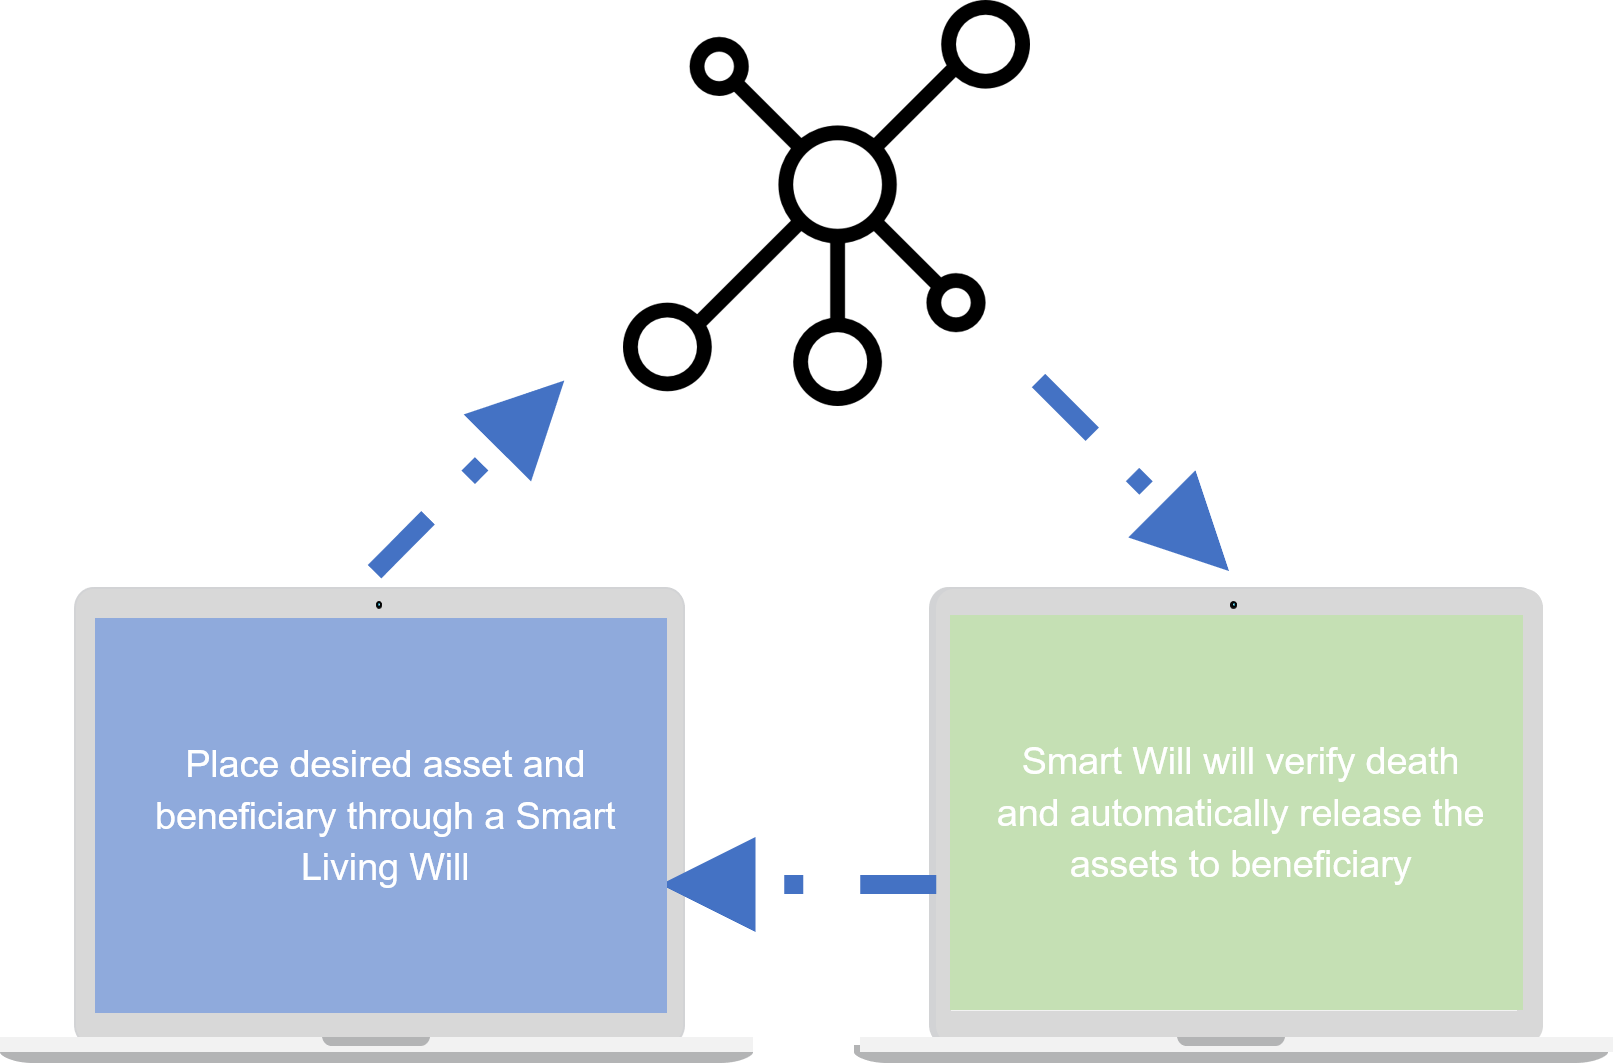 Place desired asset and
beneficiary through a Smart
Living Will
Smart Will will verify death
and automatically release the
assets to beneficiary